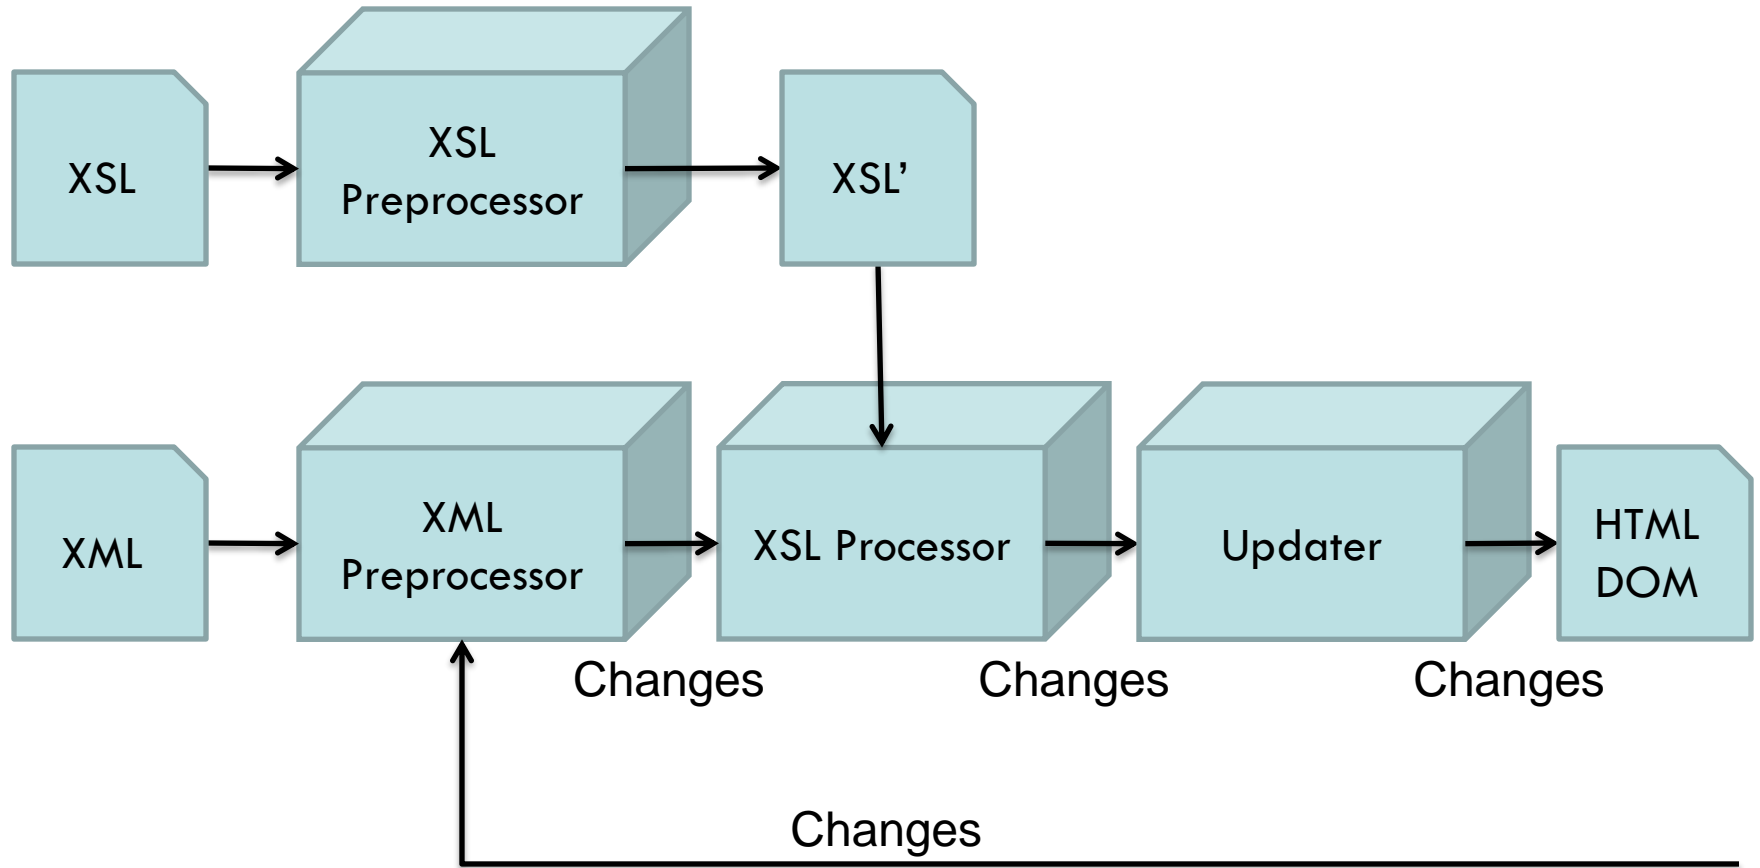 XSL
XSL
Preprocessor
XSL’
XML
XML
Preprocessor
XSL Processor
Updater
HTML
DOM
Changes
Changes
Changes
Changes